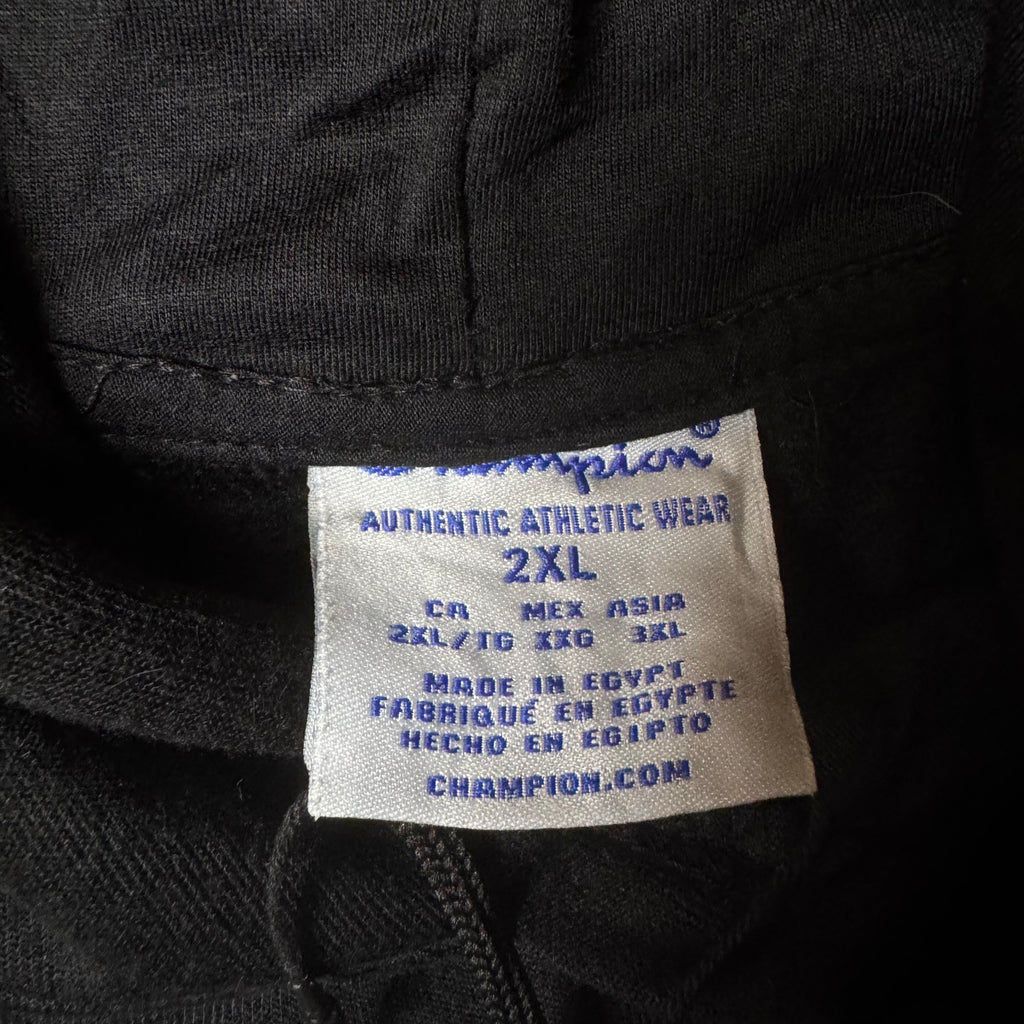 Champion®
AUTHENTIC ATHLETIC WEAR
2XL
CA MEX ASIA
2XL/TG XXG 3XL
MADE IN EGYPT
FABRIQUÉ EN EGYPTE
HECHO EN EGIPTO
CHAMPION.COM